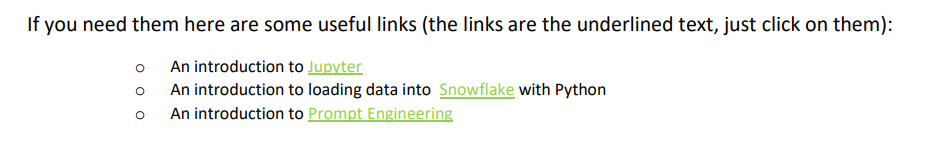 If you need them here are some useful links (the links are the underlined text, just click on them):
o An introduction to Jupyter
o An introduction to loading data into Snowflake with Python
o An introduction to Prompt Engineering